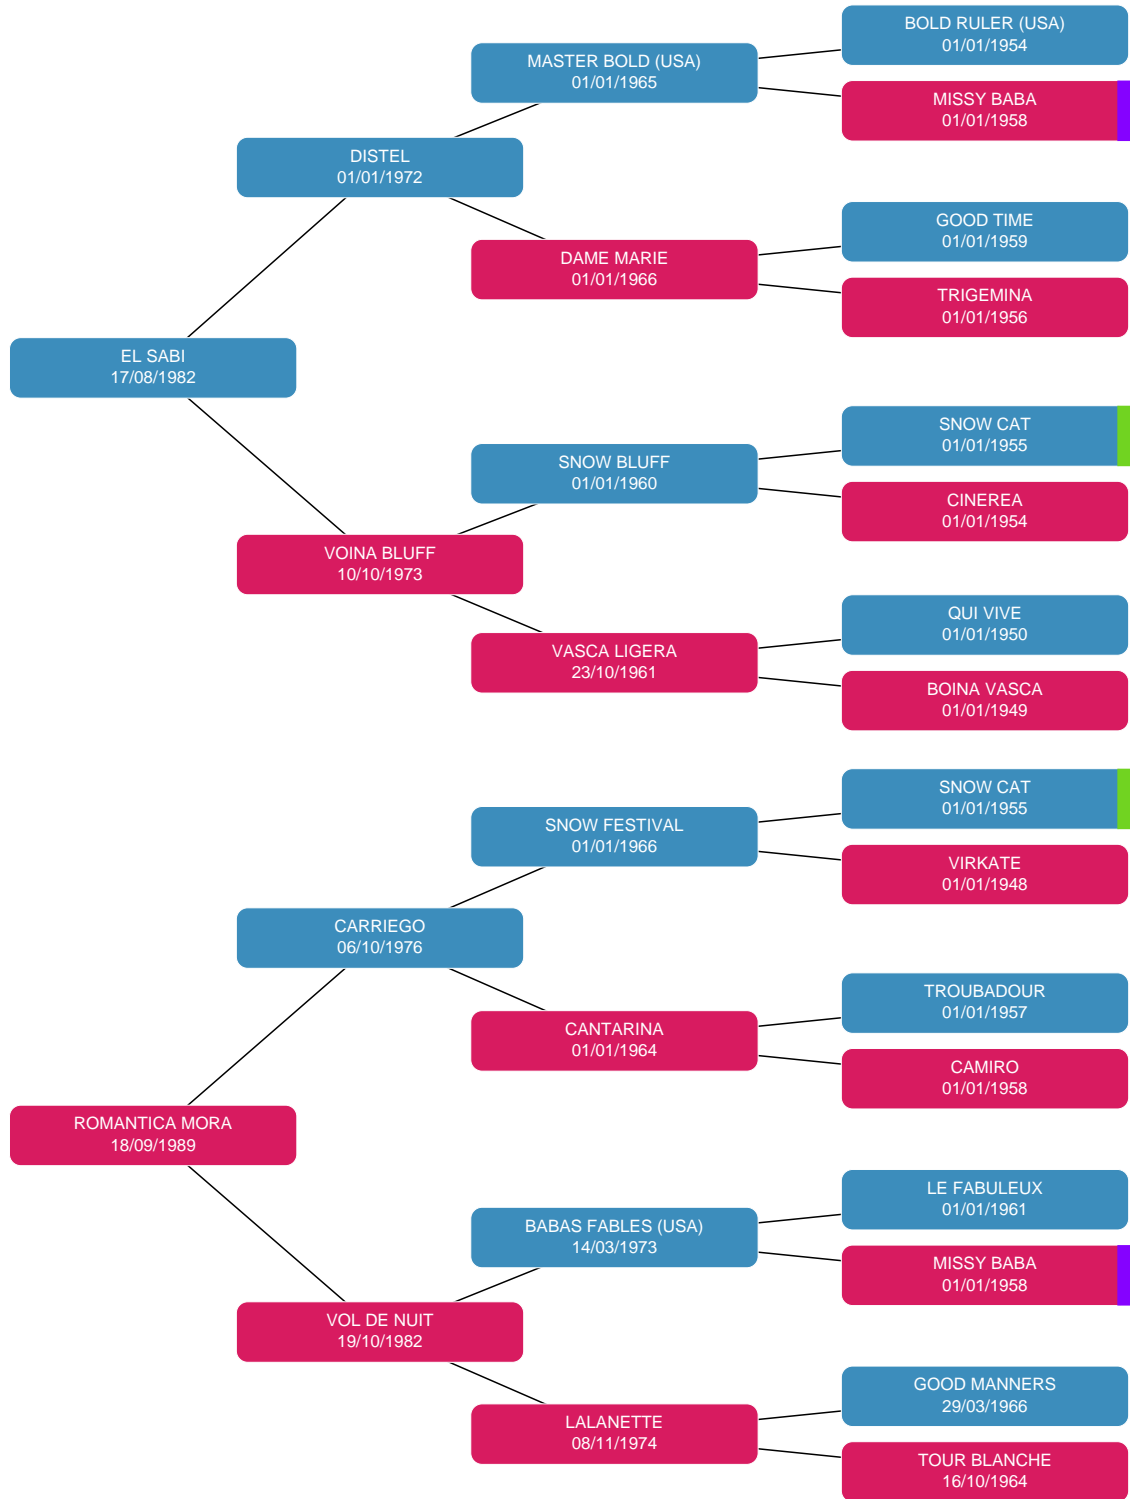 BOLD RULER (USA)
01/01/1954
MASTER BOLD (USA)
01/01/1965
MISSY BABA
01/01/1958
DISTEL
01/01/1972
GOOD TIME
01/01/1959
DAME MARIE
01/01/1966
TRIGEMINA
01/01/1956
EL SABI
17/08/1982
SNOW CAT
01/01/1955
SNOW BLUFF
01/01/1960
CINEREA
01/01/1954
VOINA BLUFF
10/10/1973
QUI VIVE
01/01/1950
VASCA LIGERA
23/10/1961
BOINA VASCA
01/01/1949
SNOW CAT
01/01/1955
SNOW FESTIVAL
01/01/1966
VIRKATE
01/01/1948
CARRIEGO
06/10/1976
TROUBADOUR
01/01/1957
CANTARINA
01/01/1964
CAMIRO
01/01/1958
ROMANTICA MORA
18/09/1989
LE FABULEUX
01/01/1961
BABAS FABLES (USA)
14/03/1973
MISSY BABA
01/01/1958
VOL DE NUIT
19/10/1982
GOOD MANNERS
29/03/1966
LALANETTE
08/11/1974
TOUR BLANCHE
16/10/1964